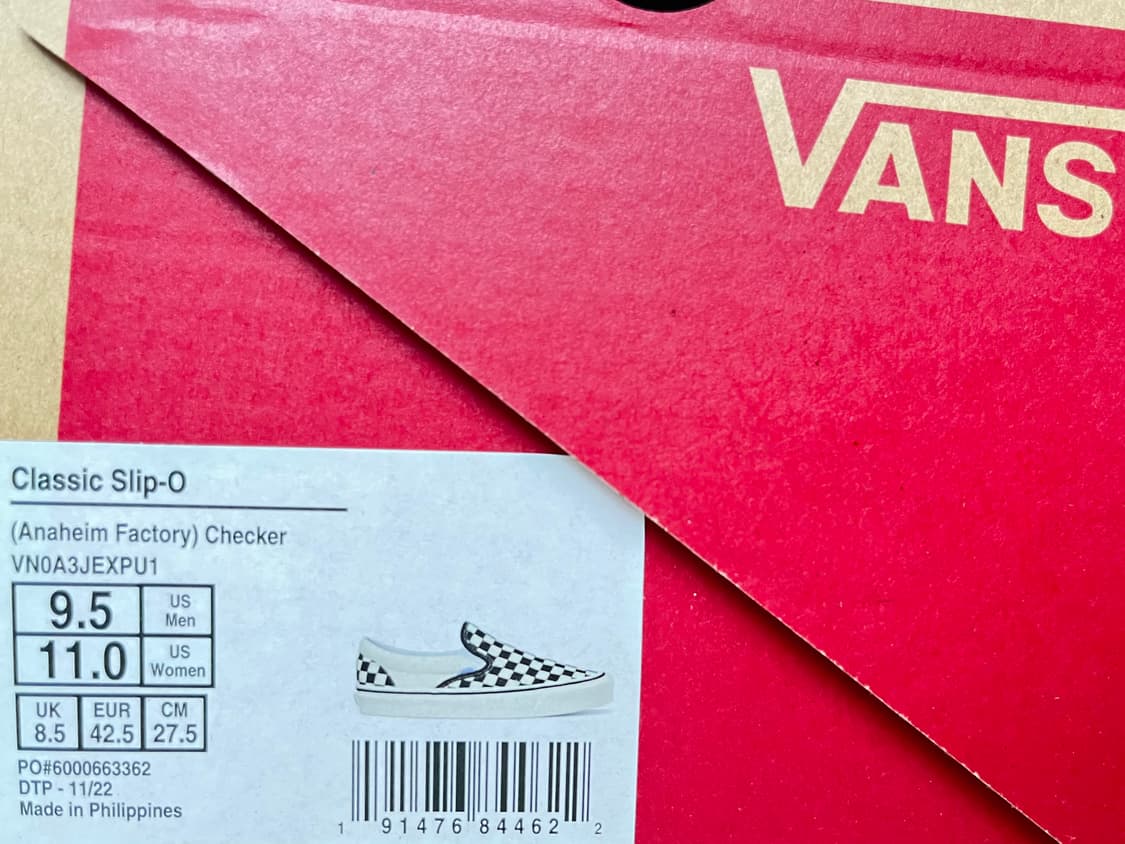 VANS
Classic Slip-O
(Anaheim Factory) Checker
VN0A3JEXPU1
9.5 US Men
11.0 US Women
UK EUR CM
8.5 42.5 27.5
PO#6000663362
DTP - 11/22
Made in Philippines
1 91476 84462 2